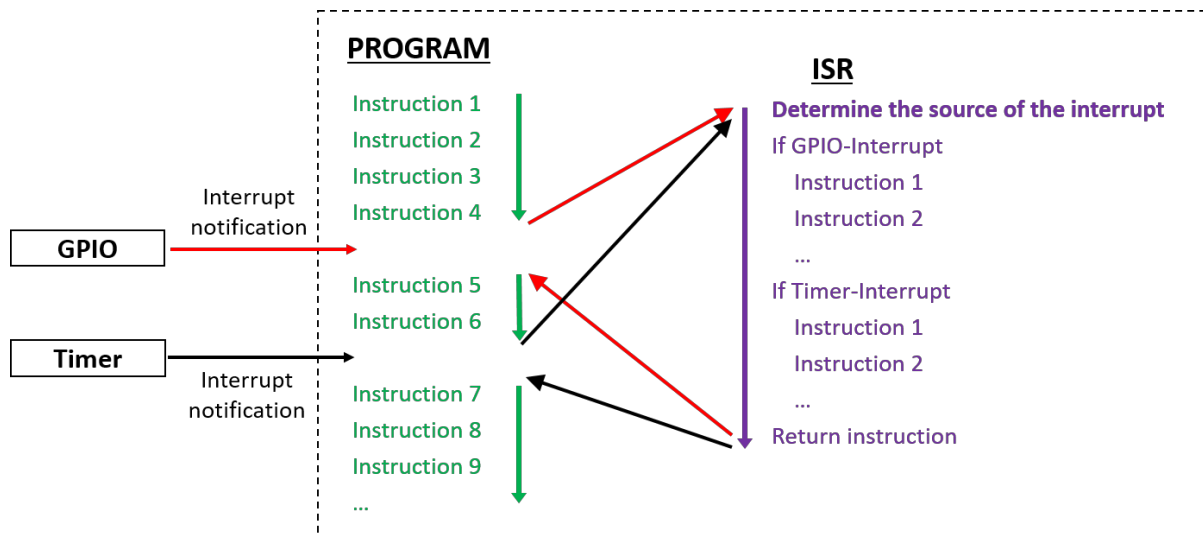 PROGRAM
Instruction 1
Instruction 2
Instruction 3
Instruction 4
Instruction 5
Instruction 6
Instruction 7
Instruction 8
Instruction 9
...
Interrupt
notification
GPIO
Timer
Interrupt
notification
ISR
Determine the source of the interrupt
If GPIO-Interrupt
Instruction 1
Instruction 2
...
If Timer-Interrupt
Instruction 1
Instruction 2
...
Return instruction